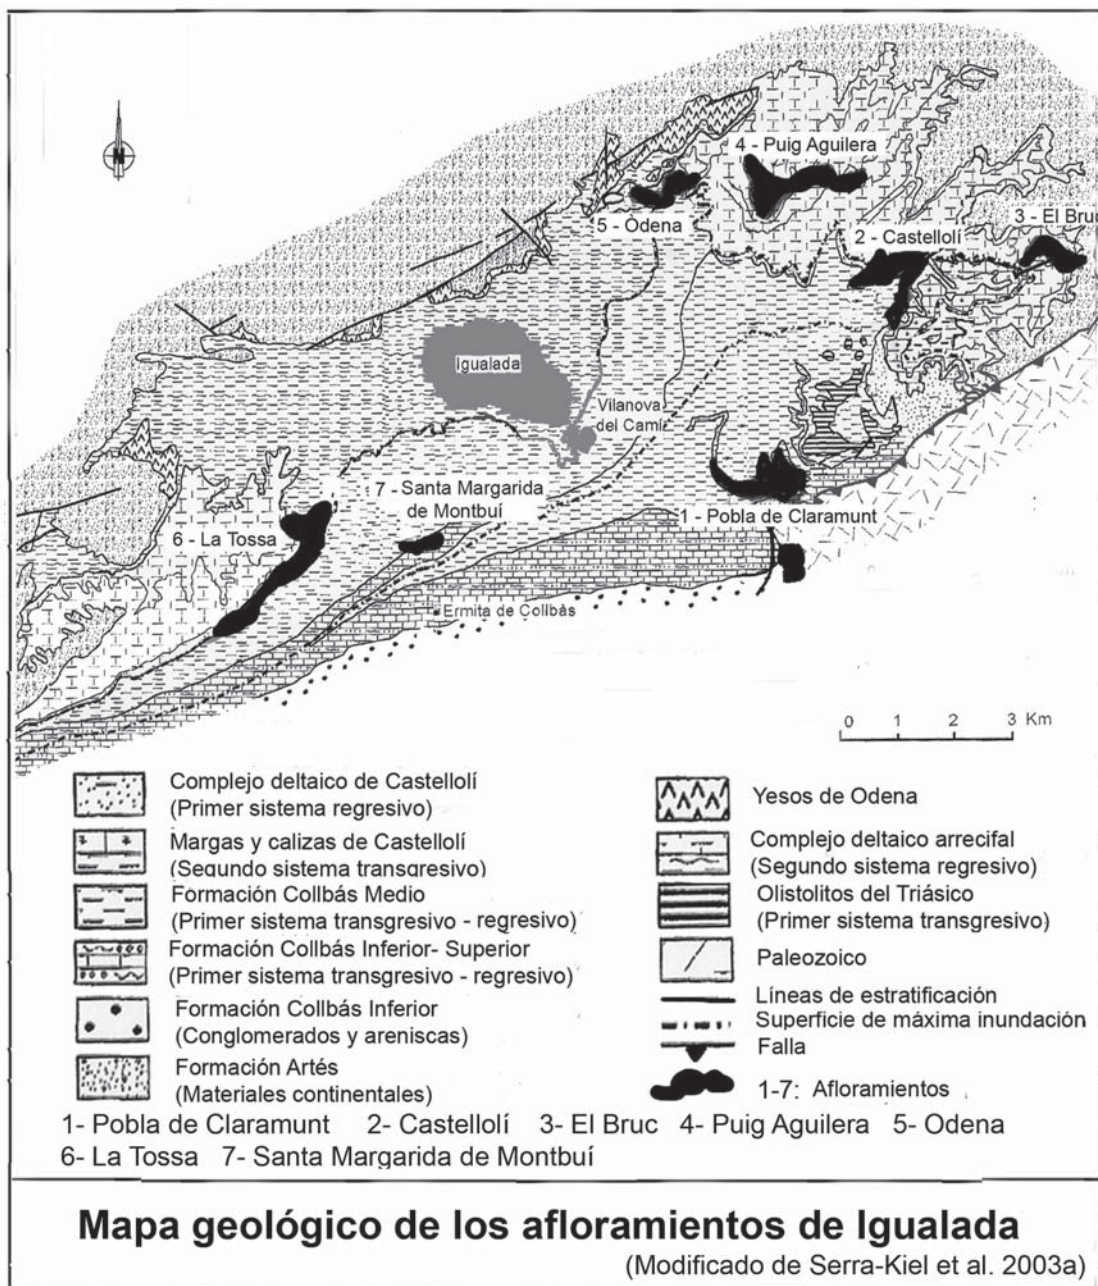 N
4 - Puig Aguilera
5 - Odena
3 - El Bruc
2 - Castellolí
Igualada
Vilanova
del Camí
7 - Santa Margarida
de Montbuí
1 - Pobla de Claramunt
6 - La Tossa
Ermita de Collbàs
0 1 2 3 Km
Complejo deltaico de Castellolí
(Primer sistema regresivo)
Margas y calizas de Castellolí
(Segundo sistema transgresivo)
Formación Collbás Medio
(Primer sistema transgresivo - regresivo)
Formación Collbás Inferior- Superior
(Primer sistema transgresivo - regresivo)
Formación Collbás Inferior
(Conglomerados y areniscas)
Formación Artés
(Materiales continentales)
Yesos de Odena
Complejo deltaico arrecifal
(Segundo sistema regresivo)
Olistolitos del Triásico
(Primer sistema transgresivo)
Paleozoico
Líneas de estratificación
Superficie de máxima inundación
Falla
1-7: Afloramientos
1- Pobla de Claramunt 2- Castellolí 3- El Bruc 4- Puig Aguilera 5- Odena
6- La Tossa 7- Santa Margarida de Montbuí
Mapa geológico de los afloramientos de Igualada
(Modificado de Serra-Kiel et al. 2003a)